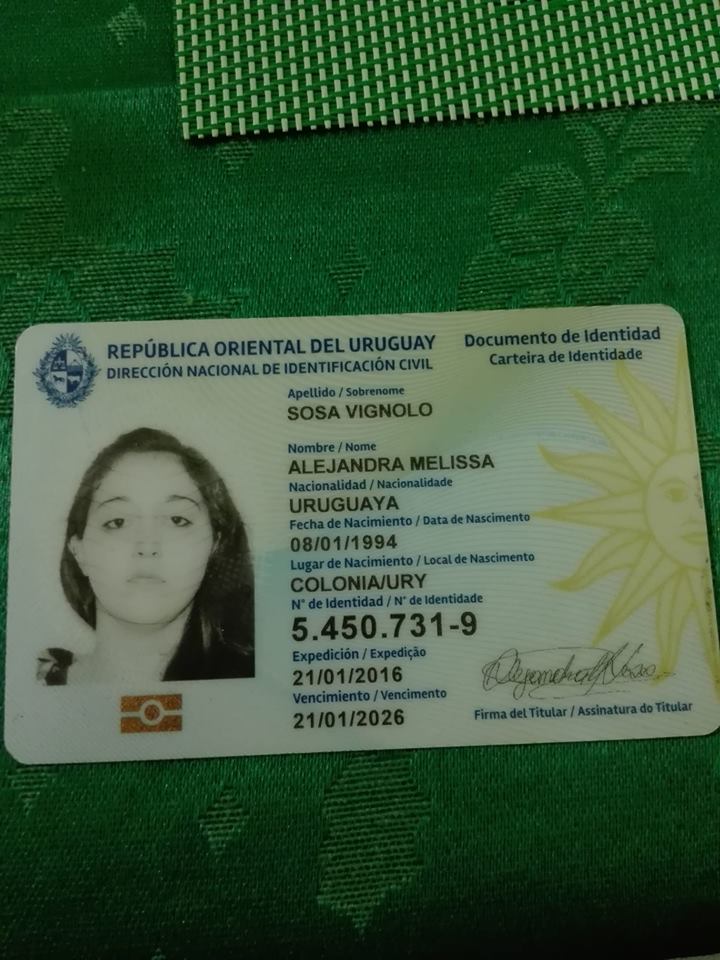 REPÚBLICA ORIENTAL DEL URUGUAY
DIRECCIÓN NACIONAL DE IDENTIFICACIÓN CIVIL
Documento de Identidad
Carteira de Identidade
Apellido / Sobrenome
SOSA VIGNOLO
Nombre / Nome
ALEJANDRA MELISSA
Nacionalidad / Nacionalidade
URUGUAYA
Fecha de Nacimiento / Data de Nascimento
08/01/1994
Lugar de Nacimiento / Local de Nascimento
COLONIA/URY
N° de Identidad / N° de Identidade
5.450.731-9
Expedición / Expedição
21/01/2016
Vencimiento / Vencimento
21/01/2026
Firma del Titular / Assinatura do Titular